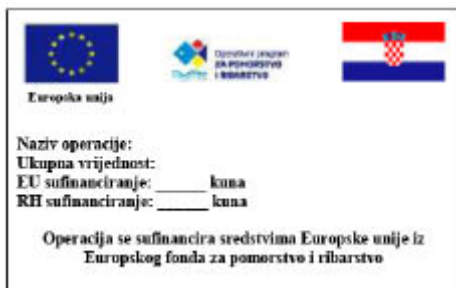 Operativni program
ZA POMORSTVO
I RIBARSTVO
Europska unija
Naziv operacije:
Ukupna vrijednost:
EU sufinanciranje: ______ kuna
RH sufinanciranje: ______ kuna
Operacija se sufinancira sredstvima Europske unije iz
Europskog fonda za pomorstvo i ribarstvo